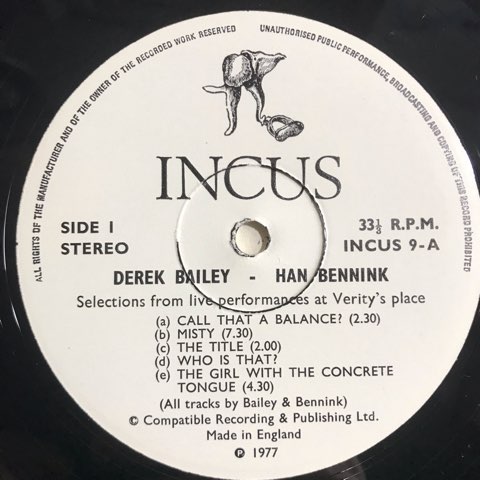 ALL RIGHTS OF THE MANUFACTURER AND OF THE OWNER OF THE RECORDED WORK RESERVED
UNAUTHORISED PUBLIC PERFORMANCE, BROADCASTING AND COPYING OF THIS RECORD PROHIBITED
INCUS
SIDE 1
STEREO
33⅓ R.P.M.
INCUS 9-A
DEREK BAILEY - HAN BENNINK
Selections from live performances at Verity's place
(a) CALL THAT A BALANCE? (2.30)
(b) MISTY (7.30)
(c) THE TITLE (2.00)
(d) WHO IS THAT?
(e) THE GIRL WITH THE CONCRETE
TONGUE (4.30)
(All tracks by Bailey & Bennink)
© Compatible Recording & Publishing Ltd.
Made in England
℗ 1977